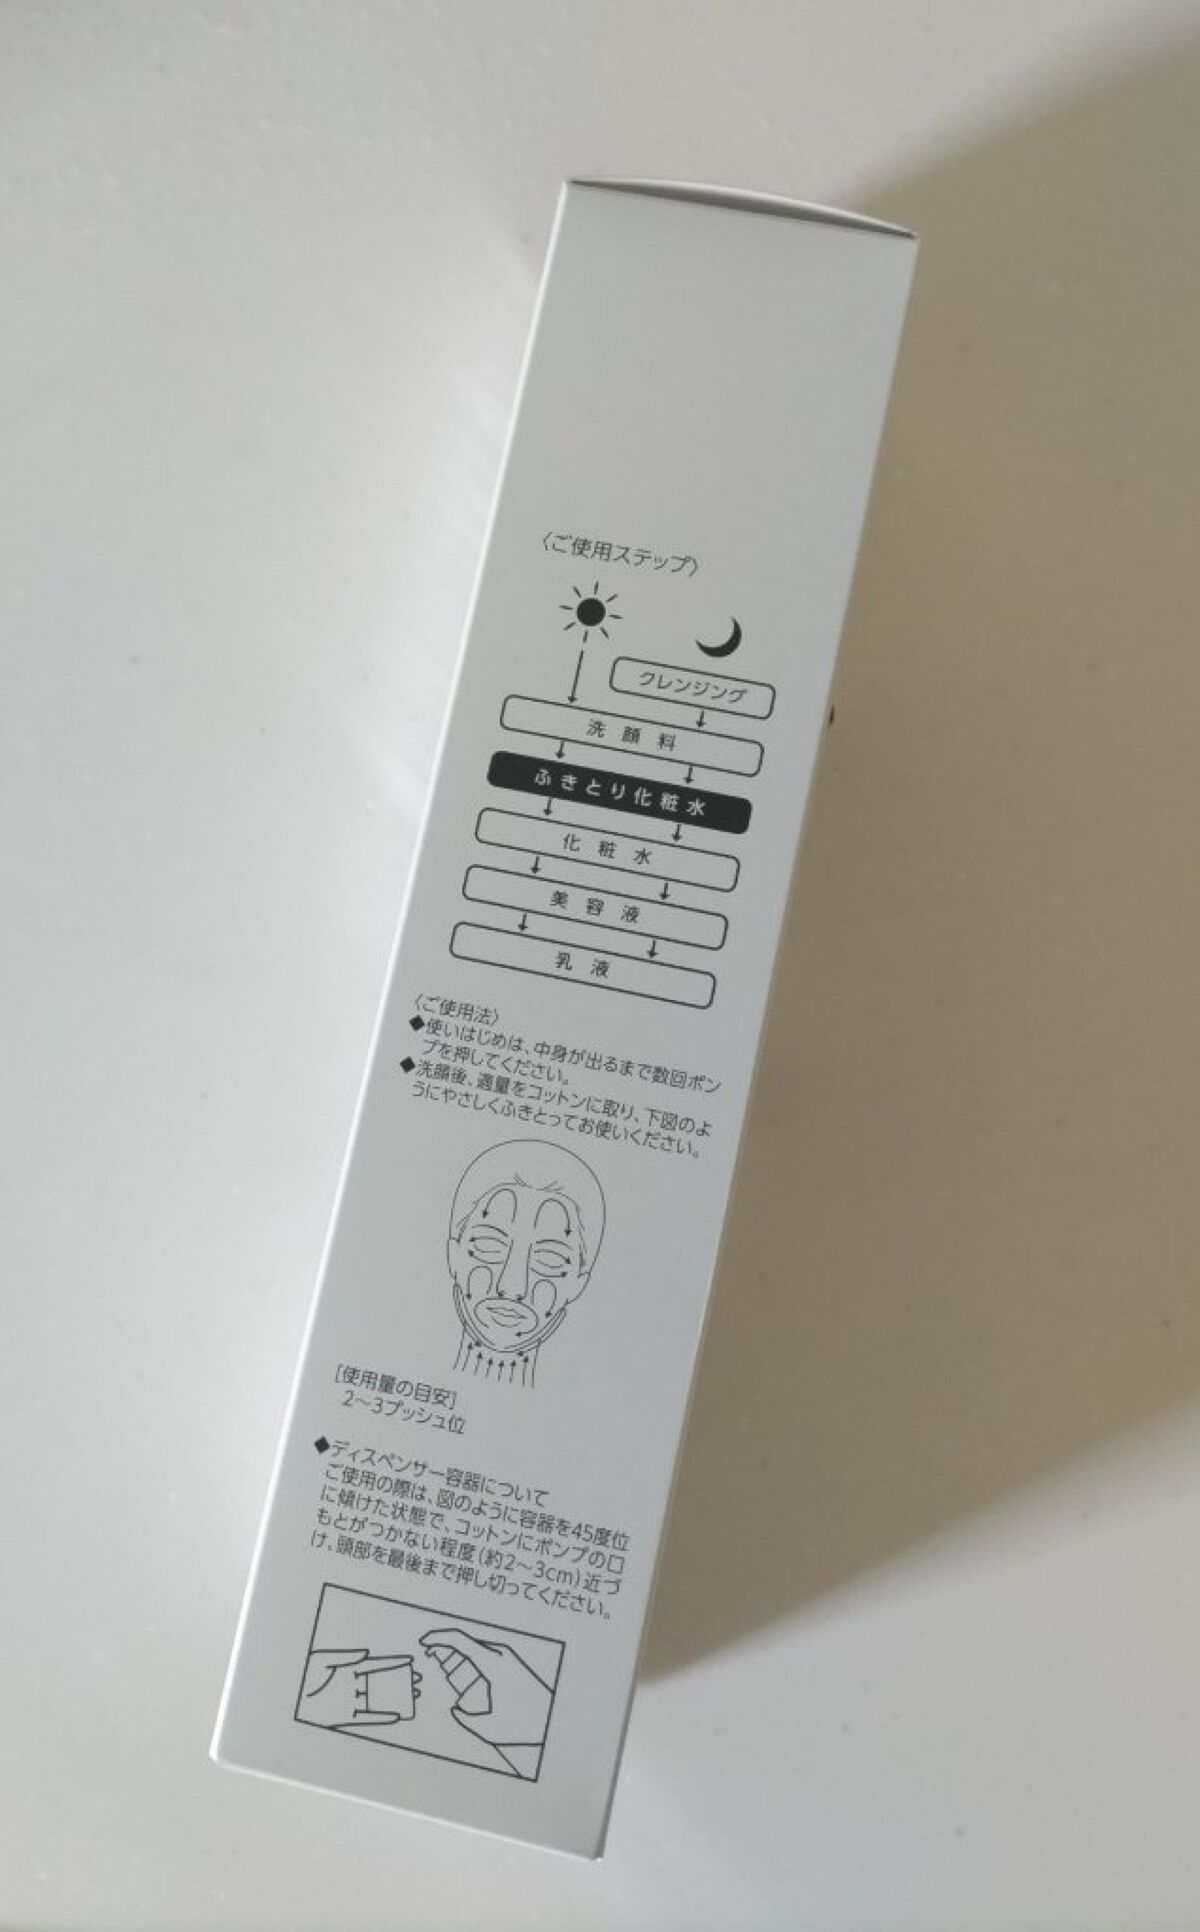 〈ご使用ステップ〉
クレンジング
洗顔料
ふきとり化粧水
化粧水
美容液
乳液
〈ご使用法〉
◆使いはじめは、中身が出るまで数回ポン
プを押してください。
◆洗顔後、適量をコットンに取り、下図のよ
うにやさしくふきとってお使いください。
[使用量の目安]
2〜3プッシュ位
◆ディスペンサー容器について
ご使用の際は、図のように容器を45度位
に傾けた状態で、コットンにポンプの口
もとがつかない程度(約2〜3cm)近づ
け、頭部を最後まで押し切ってください。